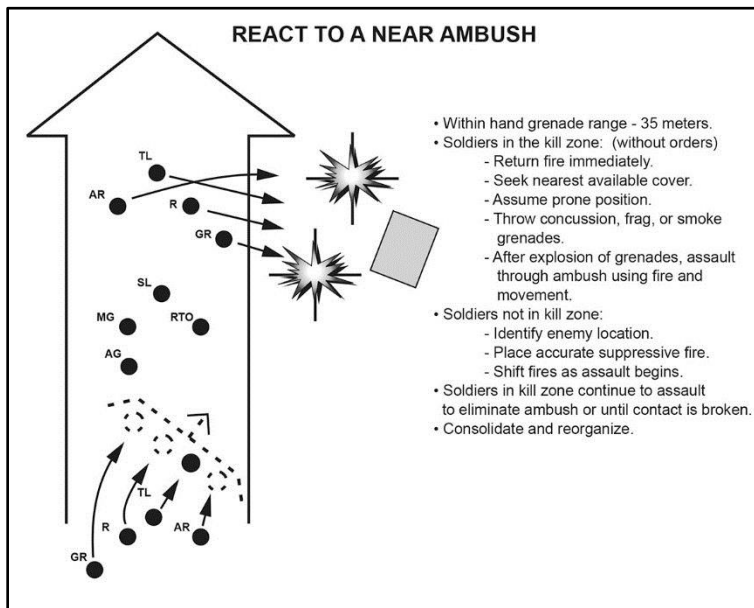 REACT TO A NEAR AMBUSH
• Within hand grenade range - 35 meters.
• Soldiers in the kill zone: (without orders)
- Return fire immediately.
- Seek nearest available cover.
- Assume prone position.
- Throw concussion, frag, or smoke
grenades.
- After explosion of grenades, assault
through ambush using fire and
movement.
• Soldiers not in kill zone:
- Identify enemy location.
- Place accurate suppressive fire.
- Shift fires as assault begins.
• Soldiers in kill zone continue to assault
to eliminate ambush or until contact is broken.
• Consolidate and reorganize.
TL
AR
R
GR
SL
MG
RTO
AG
TL
R
AR
GR